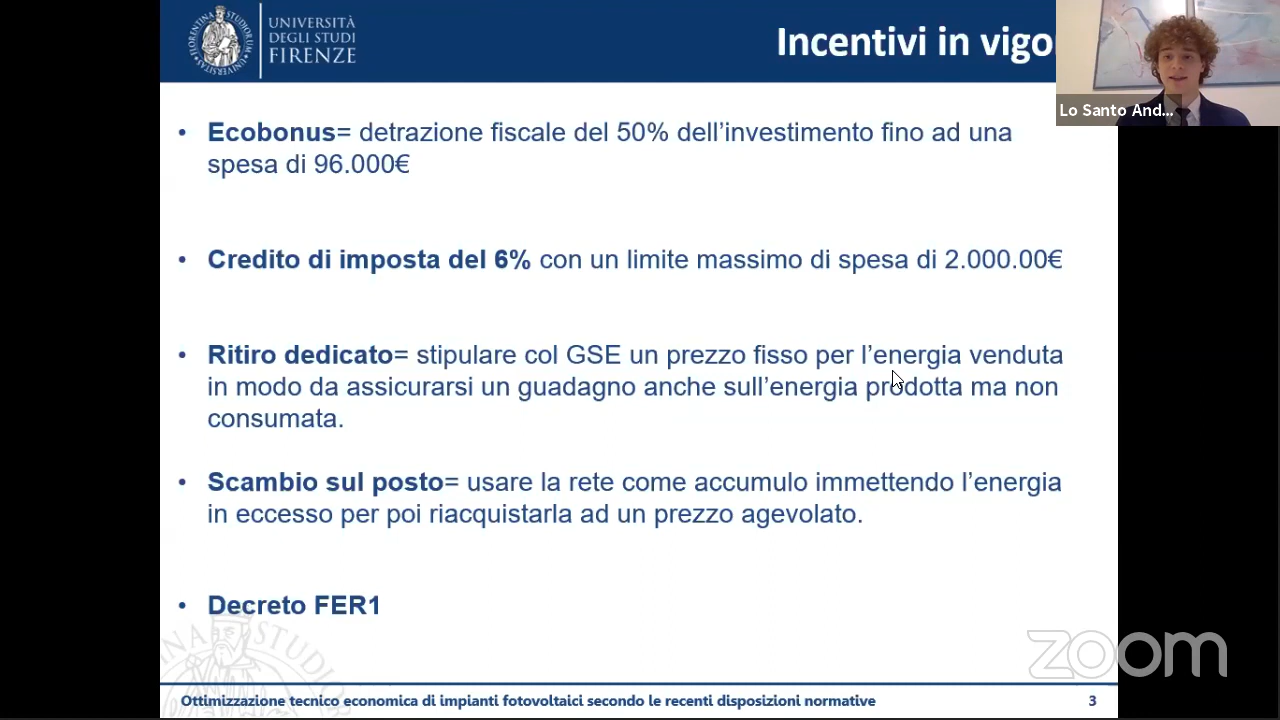 UNIVERSITÀ
DEGLI STUDI
FIRENZE
Incentivi in vigo
Lo Santo And...
• Ecobonus= detrazione fiscale del 50% dell'investimento fino ad una
spesa di 96.000€
• Credito di imposta del 6% con un limite massimo di spesa di 2.000.00€
• Ritiro dedicato= stipulare col GSE un prezzo fisso per l'energia venduta
in modo da assicurarsi un guadagno anche sull'energia prodotta ma non
consumata.
• Scambio sul posto= usare la rete come accumulo immettendo l'energia
in eccesso per poi riacquistarla ad un prezzo agevolato.
• Decreto FER1
zoom
Ottimizzazione tecnico economica di impianti fotovoltaici secondo le recenti disposizioni normative
3